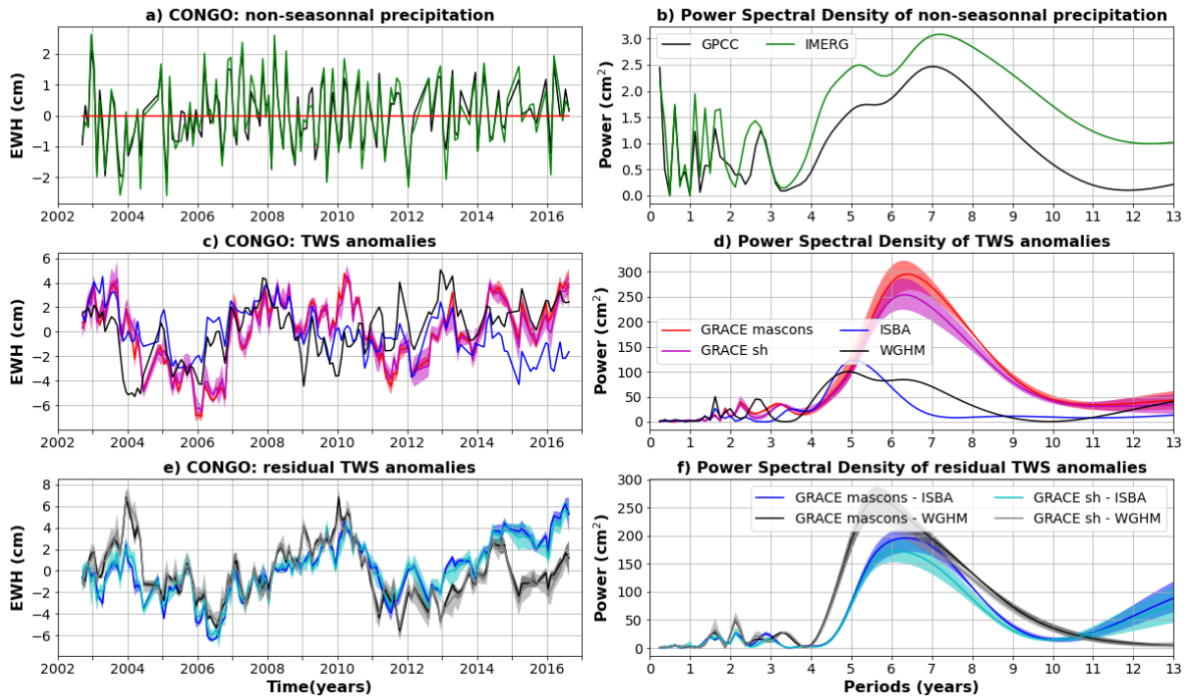 a) CONGO: non-seasonnal precipitation
EWH (cm)
2
1
0
−1
−2
2002 2004 2006 2008 2010 2012 2014 2016
b) Power Spectral Density of non-seasonnal precipitation
GPCC IMERG
Power (cm²)
3.0
2.5
2.0
1.5
1.0
0.5
0.0
0 1 2 3 4 5 6 7 8 9 10 11 12 13
c) CONGO: TWS anomalies
EWH (cm)
6
4
2
0
−2
−4
−6
2002 2004 2006 2008 2010 2012 2014 2016
d) Power Spectral Density of TWS anomalies
GRACE mascons ISBA
GRACE sh WGHM
Power (cm²)
300
250
200
150
100
50
0
0 1 2 3 4 5 6 7 8 9 10 11 12 13
e) CONGO: residual TWS anomalies
EWH (cm)
8
6
4
2
0
−2
−4
−6
2002 2004 2006 2008 2010 2012 2014 2016
Time(years)
f) Power Spectral Density of residual TWS anomalies
GRACE mascons - ISBA GRACE sh - ISBA
GRACE mascons - WGHM GRACE sh - WGHM
Power (cm²)
300
250
200
150
100
50
0
0 1 2 3 4 5 6 7 8 9 10 11 12 13
Periods (years)